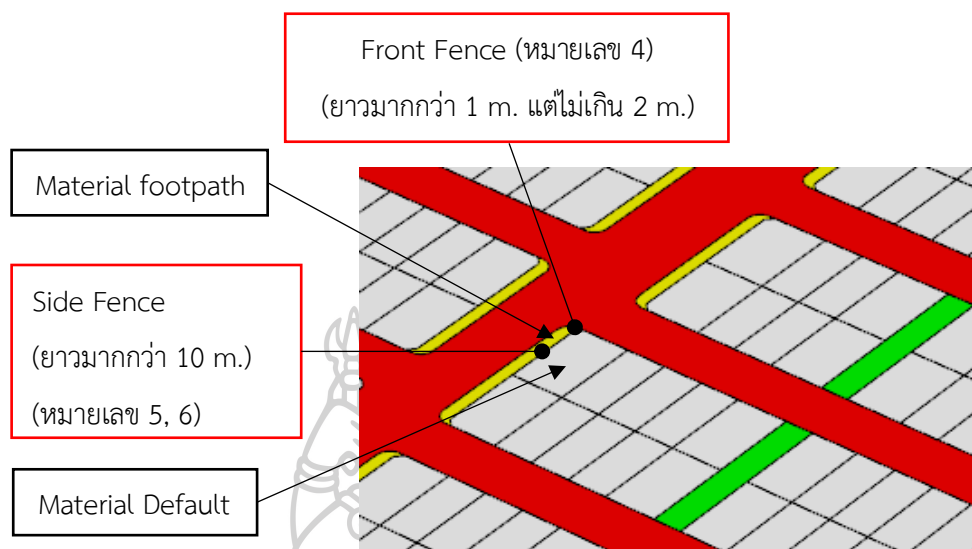 Front Fence (หมายเลข 4)
(ยาวมากกว่า 1 m. แต่ไม่เกิน 2 m.)
Material footpath
Side Fence
(ยาวมากกว่า 10 m.)
(หมายเลข 5, 6)
Material Default